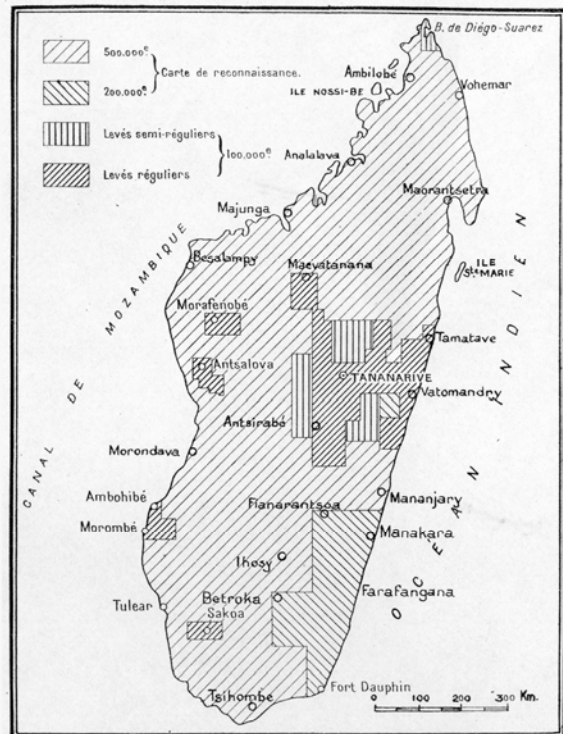 B. de Diégo-Suarez
500.000e
Carte de reconnaissance.
200.000e
Levés semi-réguliers
100.000e
Levés réguliers
Ambilobé
ILE NOSSI-BE
Vohemar
Analalava
Maorantsetra
Majunga
CANAL DE MOZAMBIQUE
Besalampy
Maevatanana
ILE Ste MARIE
Morafénobé
Tamatave
Antsalova
TANANARIVE
Vatomandry
Antsirabé
OCEAN INDIEN
Morondava
Ambohibé
Mananjary
Fianarantsoa
Morombé
Manakara
Ihosy
Betroka
Farafangana
Tulear
Sakoa
Fort Dauphin
Tsihombe
0 100 200 300 Km.